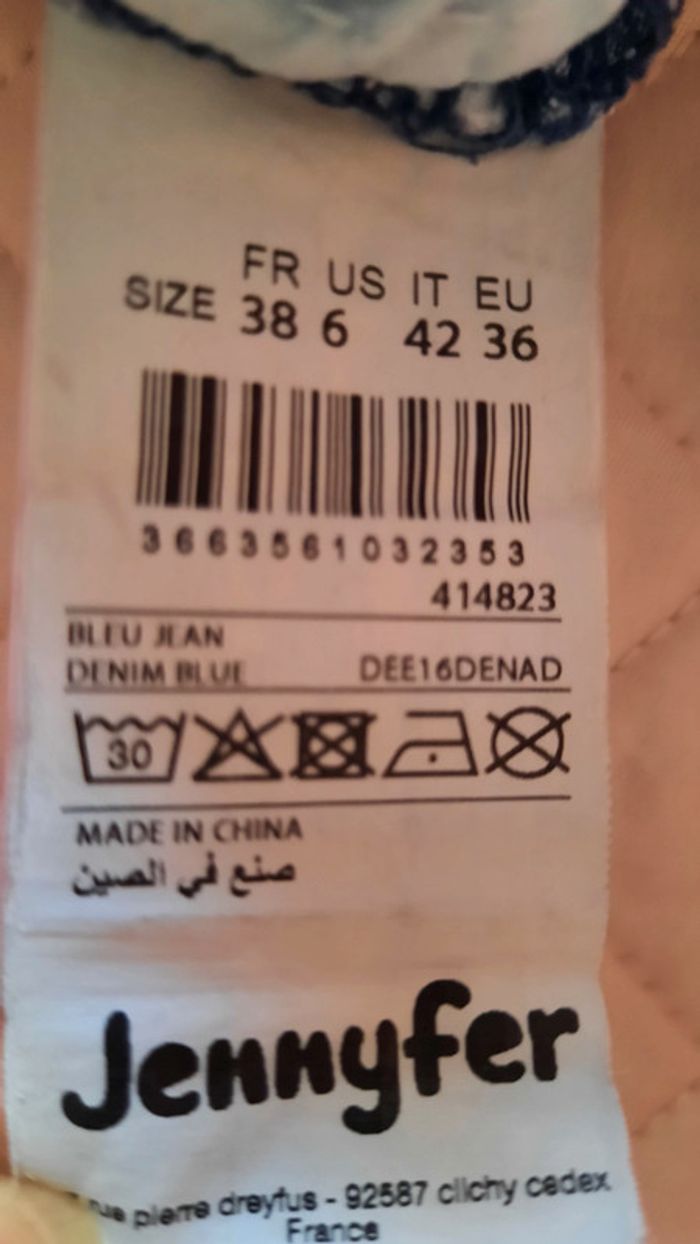 FR US IT EU
SIZE 38 6 42 36
3663561032353
414823
BLEU JEAN
DENIM BLUE DEE16DENAD
30
MADE IN CHINA
صنع في الصين
Jennyfer
rue pierre dreyfus - 92587 clichy cedex
France